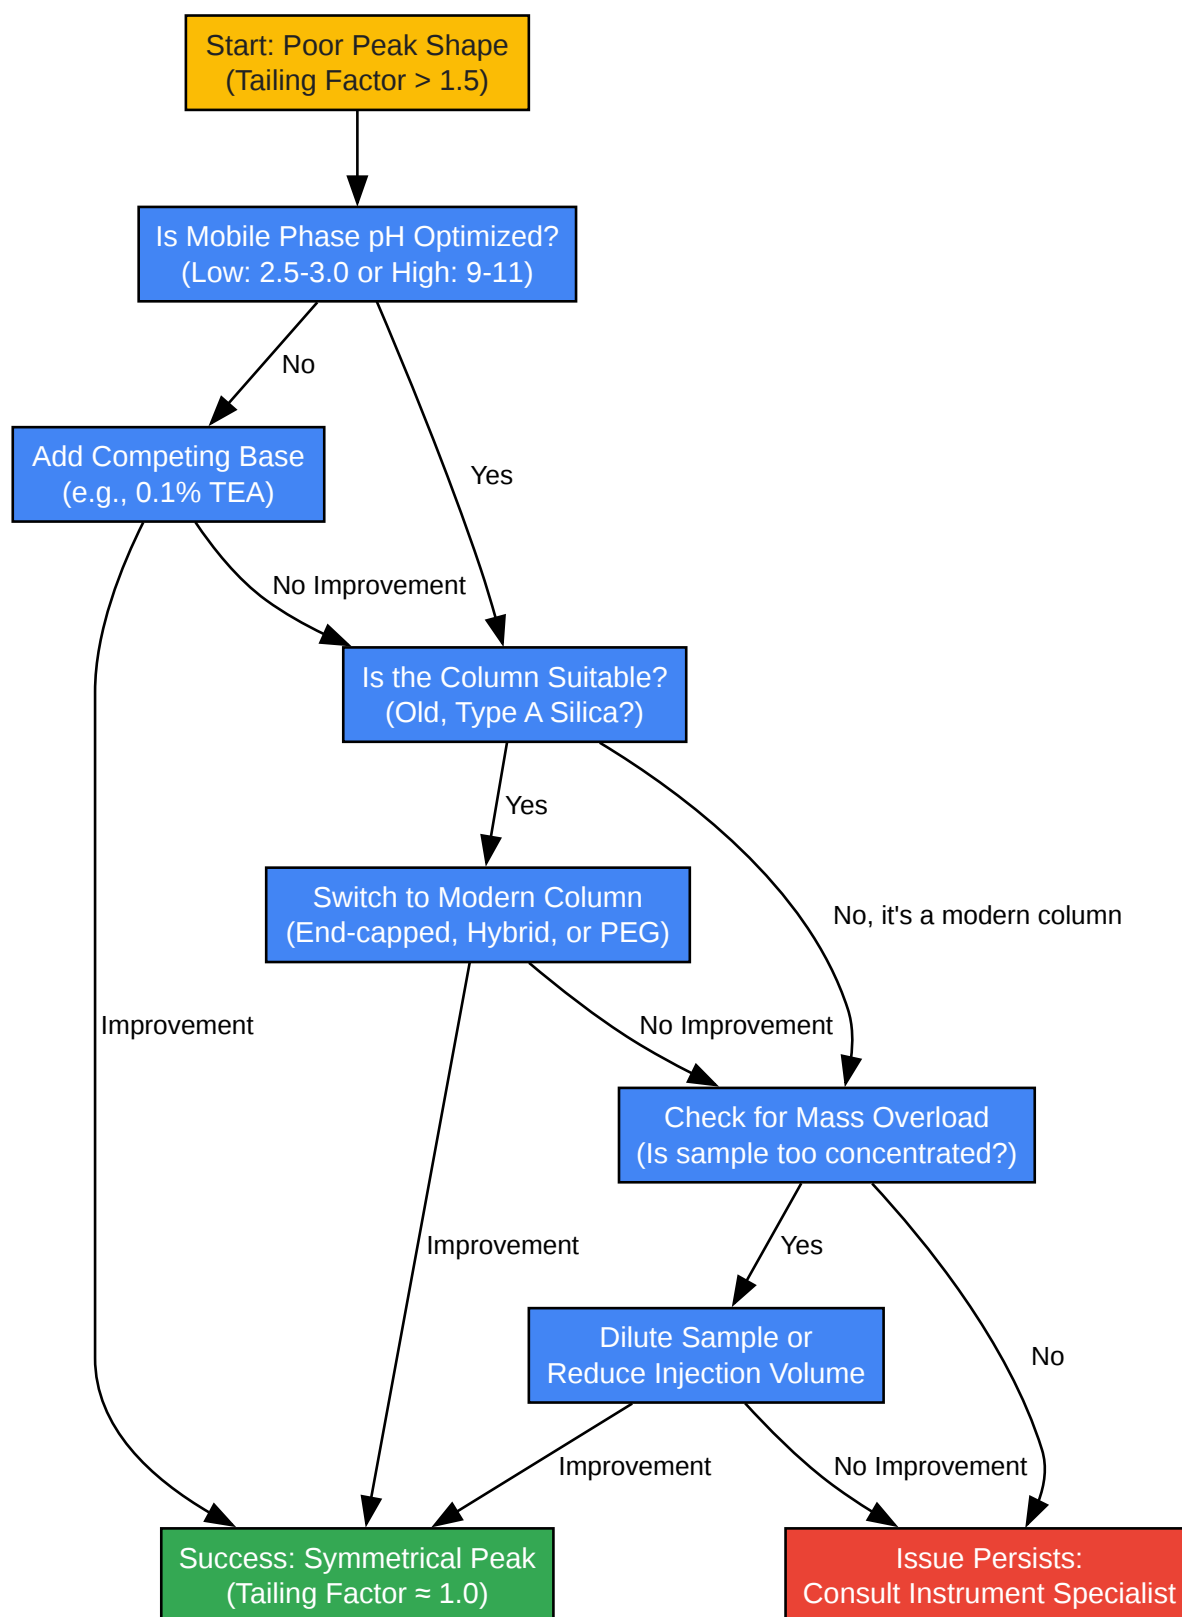 Start: Poor Peak Shape
(Tailing Factor > 1.5)
Is Mobile Phase pH Optimized?
(Low: 2.5-3.0 or High: 9-11)
No
Add Competing Base
(e.g., 0.1% TEA)
Yes
No Improvement
Is the Column Suitable?
(Old, Type A Silica?)
Yes
Switch to Modern Column
(End-capped, Hybrid, or PEG)
No, it's a modern column
Improvement
No Improvement
Check for Mass Overload
(Is sample too concentrated?)
Improvement
Yes
Dilute Sample or
Reduce Injection Volume
No
Improvement
No Improvement
Success: Symmetrical Peak
(Tailing Factor ≈ 1.0)
Issue Persists:
Consult Instrument Specialist